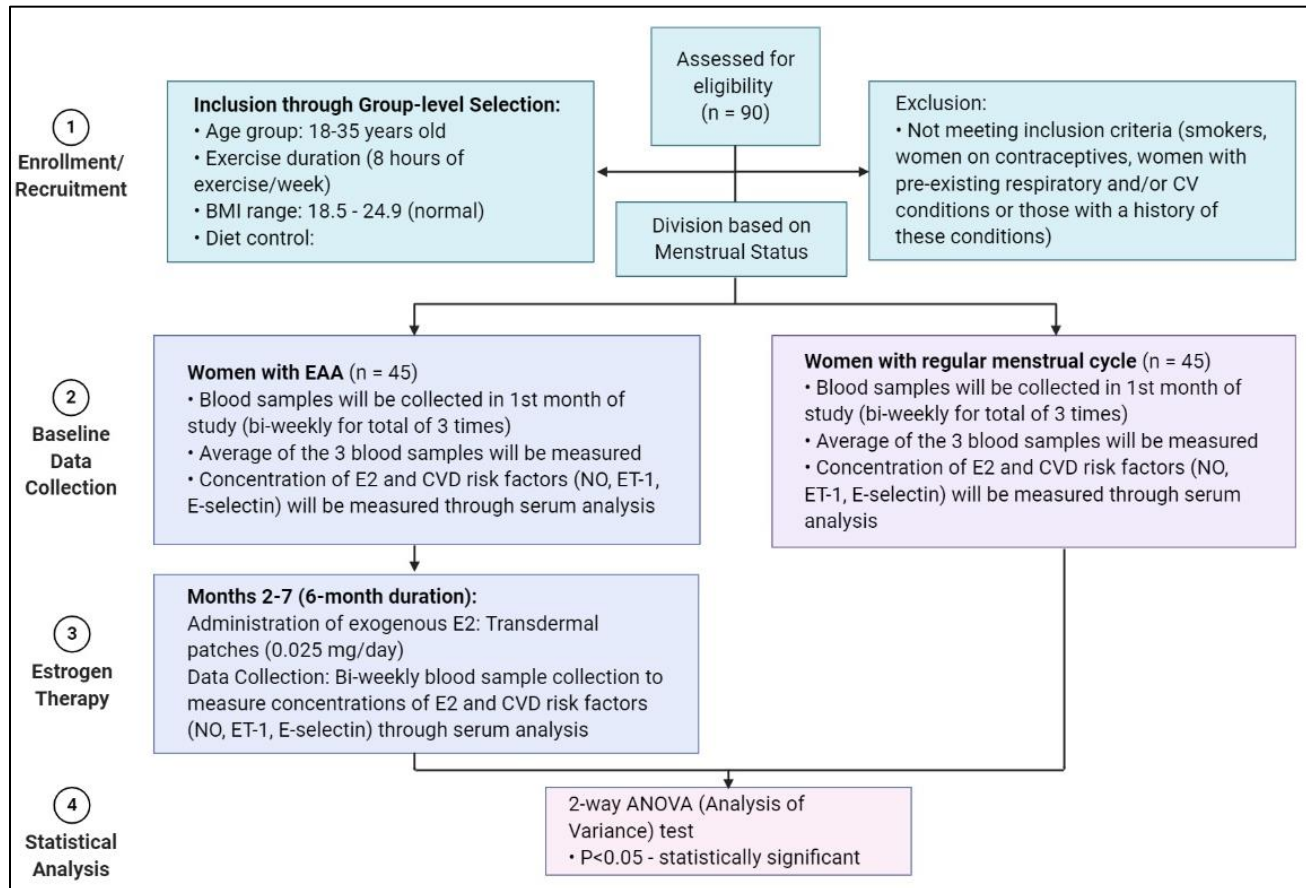 Assessed for
eligibility
(n = 90)
1
Enrollment/
Recruitment
Inclusion through Group-level Selection:
• Age group: 18-35 years old
• Exercise duration (8 hours of
exercise/week)
• BMI range: 18.5 - 24.9 (normal)
• Diet control:
Exclusion:
• Not meeting inclusion criteria (smokers,
women on contraceptives, women with
pre-existing respiratory and/or CV
conditions or those with a history of
these conditions)
Division based on
Menstrual Status
2
Baseline
Data
Collection
Women with EAA (n = 45)
• Blood samples will be collected in 1st month of
study (bi-weekly for total of 3 times)
• Average of the 3 blood samples will be measured
• Concentration of E2 and CVD risk factors (NO, ET-1,
E-selectin) will be measured through serum analysis
Women with regular menstrual cycle (n = 45)
• Blood samples will be collected in 1st month of
study (bi-weekly for total of 3 times)
• Average of the 3 blood samples will be measured
• Concentration of E2 and CVD risk factors (NO,
ET-1, E-selectin) will be measured through serum
analysis
3
Estrogen
Therapy
Months 2-7 (6-month duration):
Administration of exogenous E2: Transdermal
patches (0.025 mg/day)
Data Collection: Bi-weekly blood sample collection to
measure concentrations of E2 and CVD risk factors
(NO, ET-1, E-selectin) through serum analysis
4
Statistical
Analysis
2-way ANOVA (Analysis of
Variance) test
• P<0.05 - statistically significant